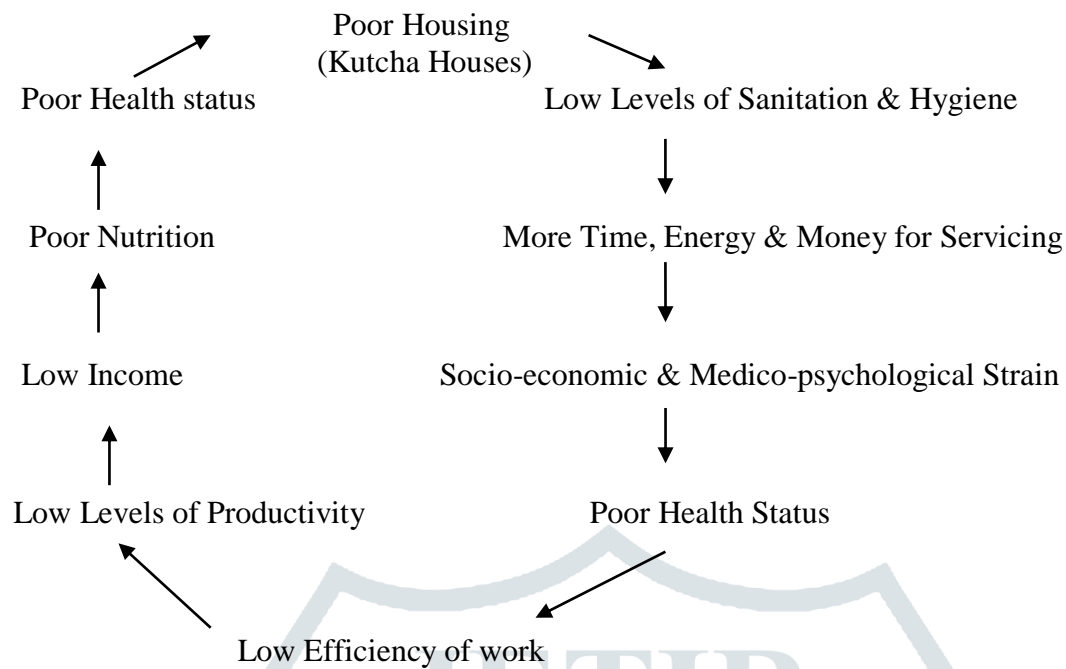 Poor Housing
(Kutcha Houses)
Poor Health status
Low Levels of Sanitation & Hygiene
Poor Nutrition
More Time, Energy & Money for Servicing
Low Income
Socio-economic & Medico-psychological Strain
Low Levels of Productivity
Poor Health Status
Low Efficiency of work